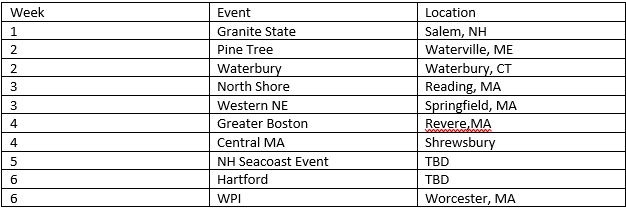 Week Event Location
1 Granite State Salem, NH
2 Pine Tree Waterville, ME
2 Waterbury Waterbury, CT
3 North Shore Reading, MA
3 Western NE Springfield, MA
4 Greater Boston Revere,MA
4 Central MA Shrewsbury
5 NH Seacoast Event TBD
6 Hartford TBD
6 WPI Worcester, MA